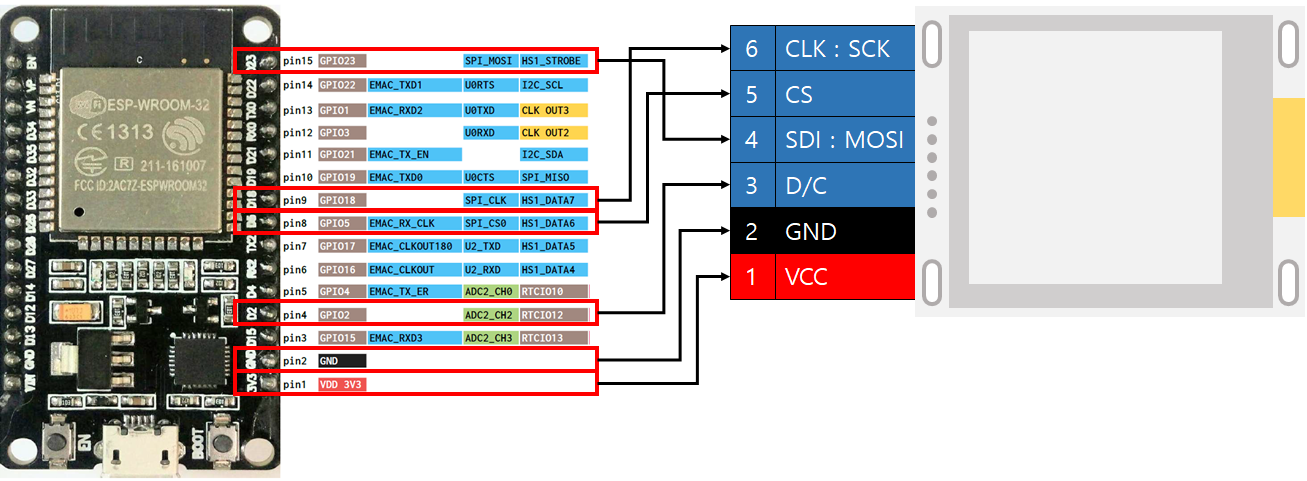 C
ESP-WROOM-32
CE1313
R 211-161007
FCC ID:2AC7Z-ESPWROOM32
EN
VP
VN
D34
D35
D32
D33
D25
D26
D27
D14
D12
D13
GND
VIN
D23
D22
TX0
RX0
D21
D19
D18
D5
TX2
RX2
D4
D2
D15
GND
3V3
EN
BOOT
pin15 GPIO23 SPI_MOSI HS1_STROBE
pin14 GPIO22 EMAC_TXD1 U0RTS I2C_SCL
pin13 GPIO1 EMAC_RXD2 U0TXD CLK OUT3
pin12 GPIO3 U0RXD CLK OUT2
pin11 GPIO21 EMAC_TX_EN I2C_SDA
pin10 GPIO19 EMAC_TXD0 U0CTS SPI_MISO
pin9 GPIO18 SPI_CLK HS1_DATA7
pin8 GPIO5 EMAC_RX_CLK SPI_CS0 HS1_DATA6
pin7 GPIO17 EMAC_CLKOUT180 U2_TXD HS1_DATA5
pin6 GPIO16 EMAC_CLKOUT U2_RXD HS1_DATA4
pin5 GPIO4 EMAC_TX_ER ADC2_CH0 RTCIO10
pin4 GPIO2 ADC2_CH2 RTCIO12
pin3 GPIO15 EMAC_RXD3 ADC2_CH3 RTCIO13
pin2 GND
pin1 VDD 3V3
6 CLK : SCK
5 CS
4 SDI : MOSI
3 D/C
2 GND
1 VCC